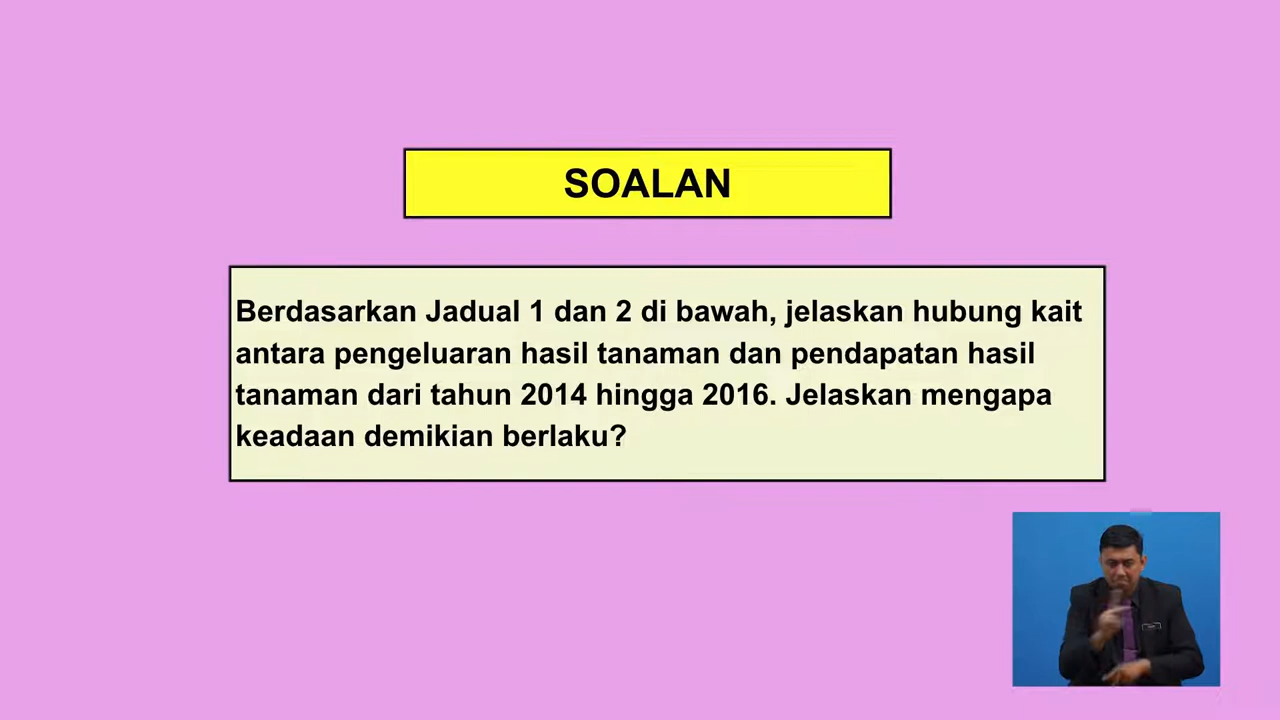 SOALAN
Berdasarkan Jadual 1 dan 2 di bawah, jelaskan hubung kait
antara pengeluaran hasil tanaman dan pendapatan hasil
tanaman dari tahun 2014 hingga 2016. Jelaskan mengapa
keadaan demikian berlaku?